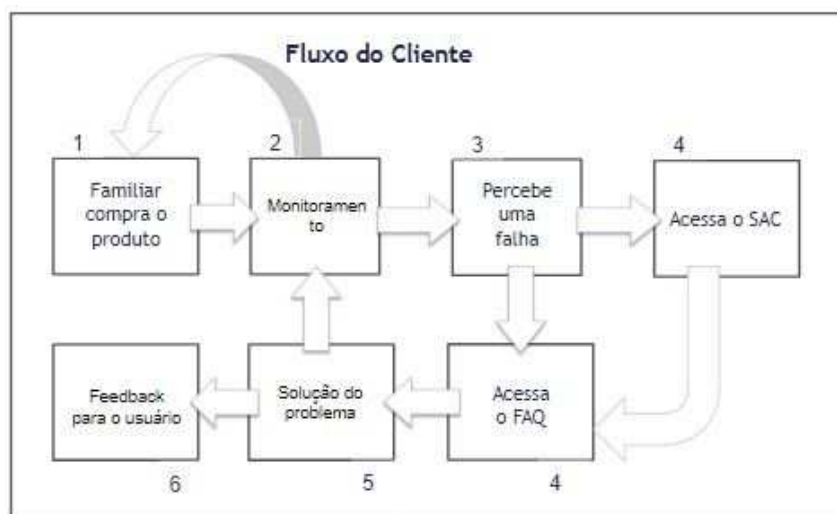 Fluxo do Cliente
1
2
3
4
Familiar
compra o
produto
Monitoramen
to
Percebe
uma
falha
Acessa o SAC
Feedback
para o usuário
Solução do
problema
Acessa
o FAQ
6
5
4